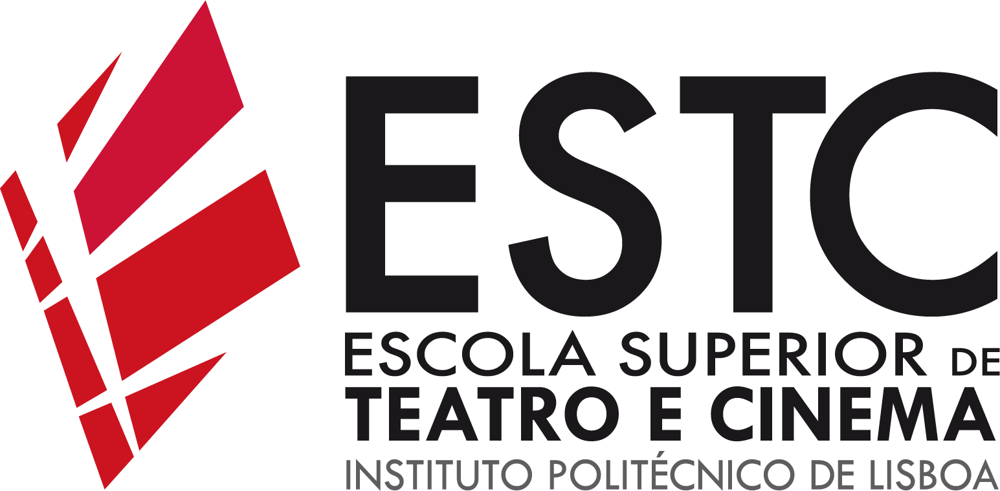 ESTC
ESCOLA SUPERIOR DE
TEATRO E CINEMA
INSTITUTO POLITÉCNICO DE LISBOA